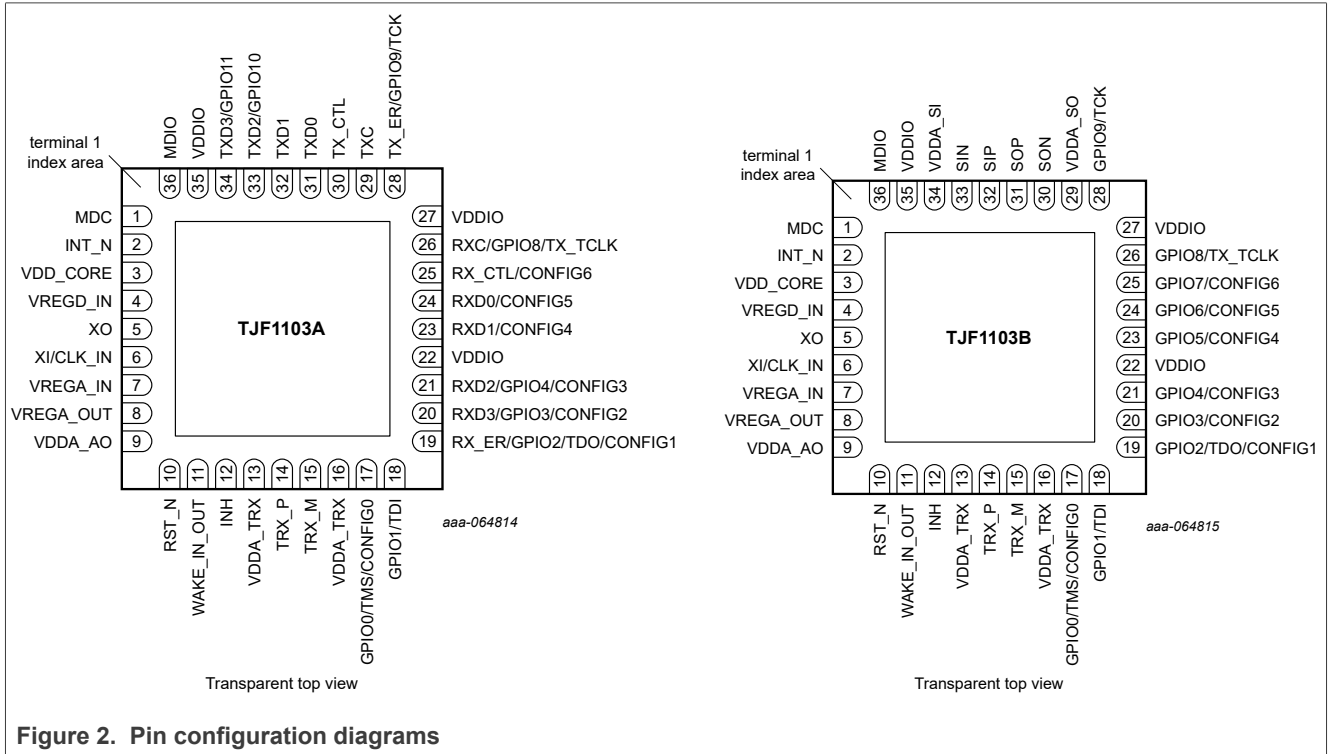 MDIO
VDDIO
TXD3/GPIO11
TXD2/GPIO10
TXD1
TXD0
TX_CTL
TXC
TX_ER/GPIO9/TCK
terminal 1
index area
36
35
34
33
32
31
30
29
28
MDC 1
INT_N 2
VDD_CORE 3
VREGD_IN 4
XO 5
XI/CLK_IN 6
VREGA_IN 7
VREGA_OUT 8
VDDA_AO 9
TJF1103A
27 VDDIO
26 RXC/GPIO8/TX_TCLK
25 RX_CTL/CONFIG6
24 RXD0/CONFIG5
23 RXD1/CONFIG4
22 VDDIO
21 RXD2/GPIO4/CONFIG3
20 RXD3/GPIO3/CONFIG2
19 RX_ER/GPIO2/TDO/CONFIG1
10
11
12
13
14
15
16
17
18
RST_N
WAKE_IN_OUT
INH
VDDA_TRX
TRX_P
TRX_M
VDDA_TRX
GPIO0/TMS/CONFIG0
GPIO1/TDI
aaa-064814
Transparent top view
MDIO
VDDIO
VDDA_SI
SIN
SIP
SOP
SON
VDDA_SO
GPIO9/TCK
terminal 1
index area
36
35
34
33
32
31
30
29
28
MDC 1
INT_N 2
VDD_CORE 3
VREGD_IN 4
XO 5
XI/CLK_IN 6
VREGA_IN 7
VREGA_OUT 8
VDDA_AO 9
TJF1103B
27 VDDIO
26 GPIO8/TX_TCLK
25 GPIO7/CONFIG6
24 GPIO6/CONFIG5
23 GPIO5/CONFIG4
22 VDDIO
21 GPIO4/CONFIG3
20 GPIO3/CONFIG2
19 GPIO2/TDO/CONFIG1
10
11
12
13
14
15
16
17
18
RST_N
WAKE_IN_OUT
INH
VDDA_TRX
TRX_P
TRX_M
VDDA_TRX
GPIO0/TMS/CONFIG0
GPIO1/TDI
aaa-064815
Transparent top view
Figure 2. Pin configuration diagrams